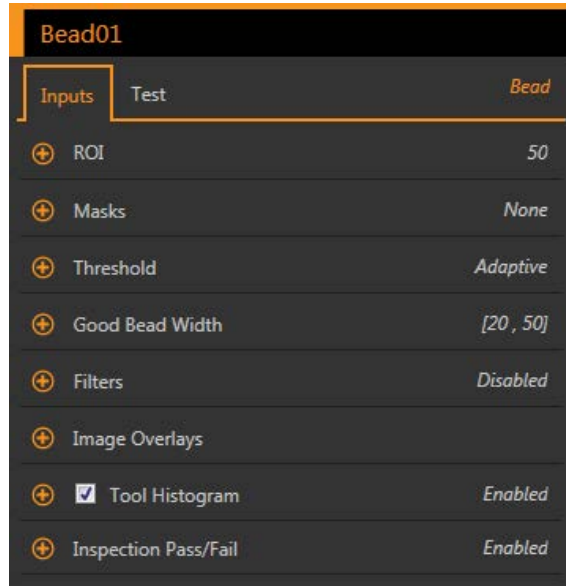 Bead01
Inputs Test Bead
ROI 50
Masks None
Threshold Adaptive
Good Bead Width [20 , 50]
Filters Disabled
Image Overlays
Tool Histogram Enabled
Inspection Pass/Fail Enabled